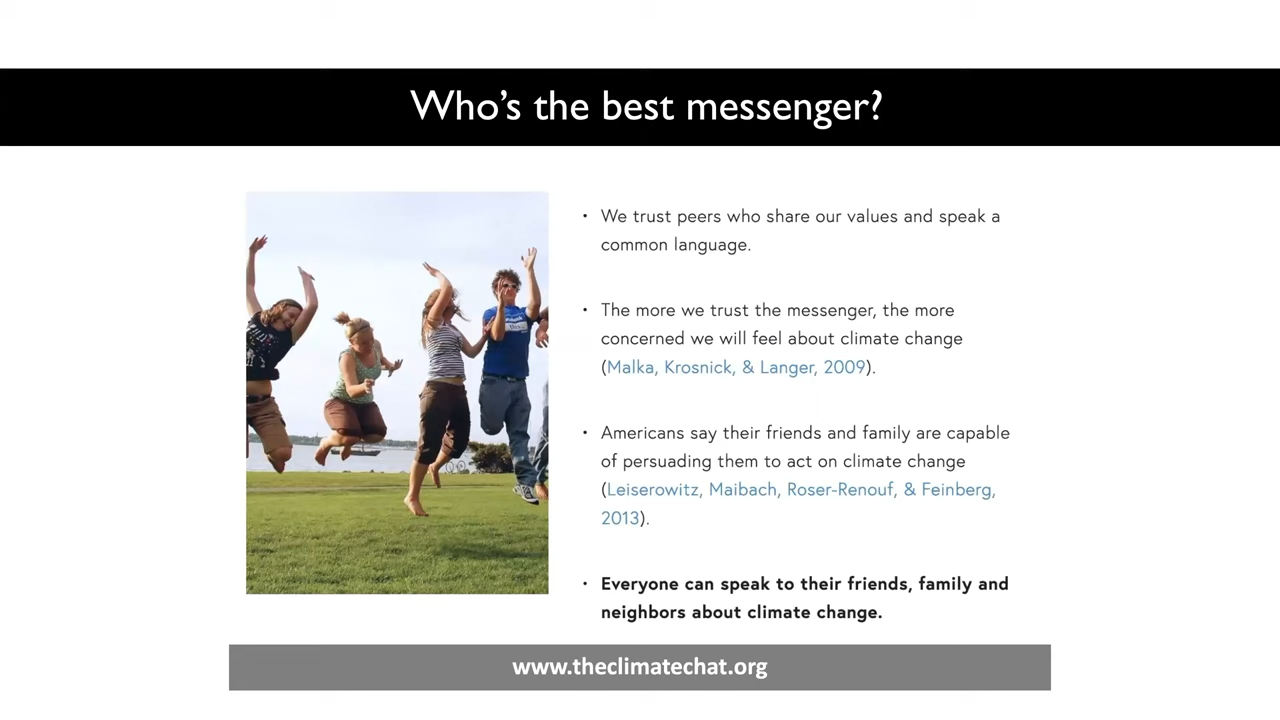 Who's the best messenger?
• We trust peers who share our values and speak a
common language.
• The more we trust the messenger, the more
concerned we will feel about climate change
(Malka, Krosnick, & Langer, 2009).
• Americans say their friends and family are capable
of persuading them to act on climate change
(Leiserowitz, Maibach, Roser-Renouf, & Feinberg,
2013).
• Everyone can speak to their friends, family and
neighbors about climate change.
www.theclimatechat.org